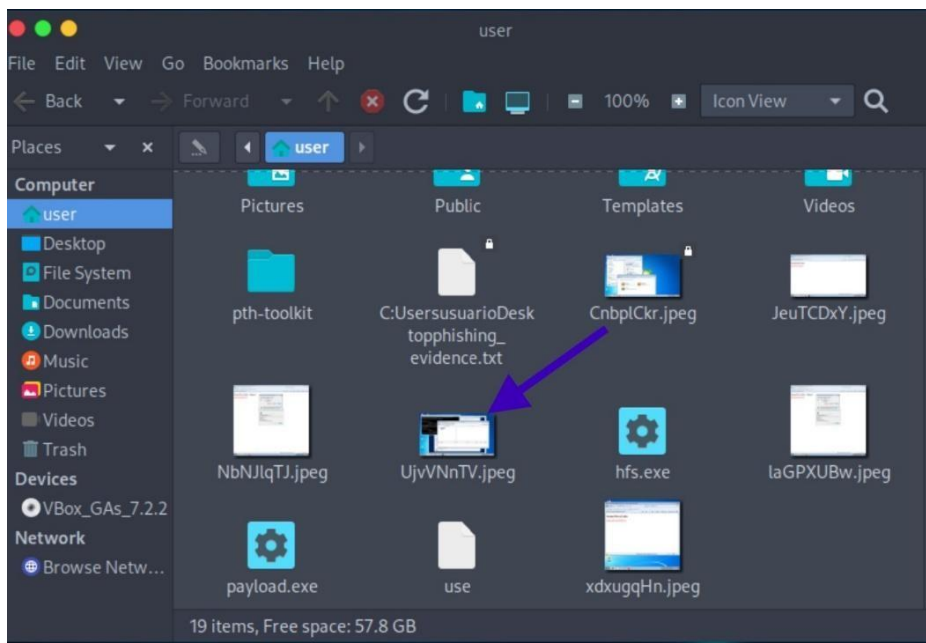 user
File Edit View Go Bookmarks Help
Back Forward 100% Icon View
Places user
Computer
user
Desktop
File System
Documents
Downloads
Music
Pictures
Videos
Trash
Devices
VBox_GAs_7.2.2
Network
Browse Netw...
Pictures Public Templates Videos
pth-toolkit C:UsersusuarioDesk CnbplCkr.jpeg JeuTCDxY.jpeg
topphishing_
evidence.txt
NbNJlqTJ.jpeg UjvVNnTV.jpeg hfs.exe laGPXUBw.jpeg
payload.exe use xdxugqHn.jpeg
19 items, Free space: 57.8 GB